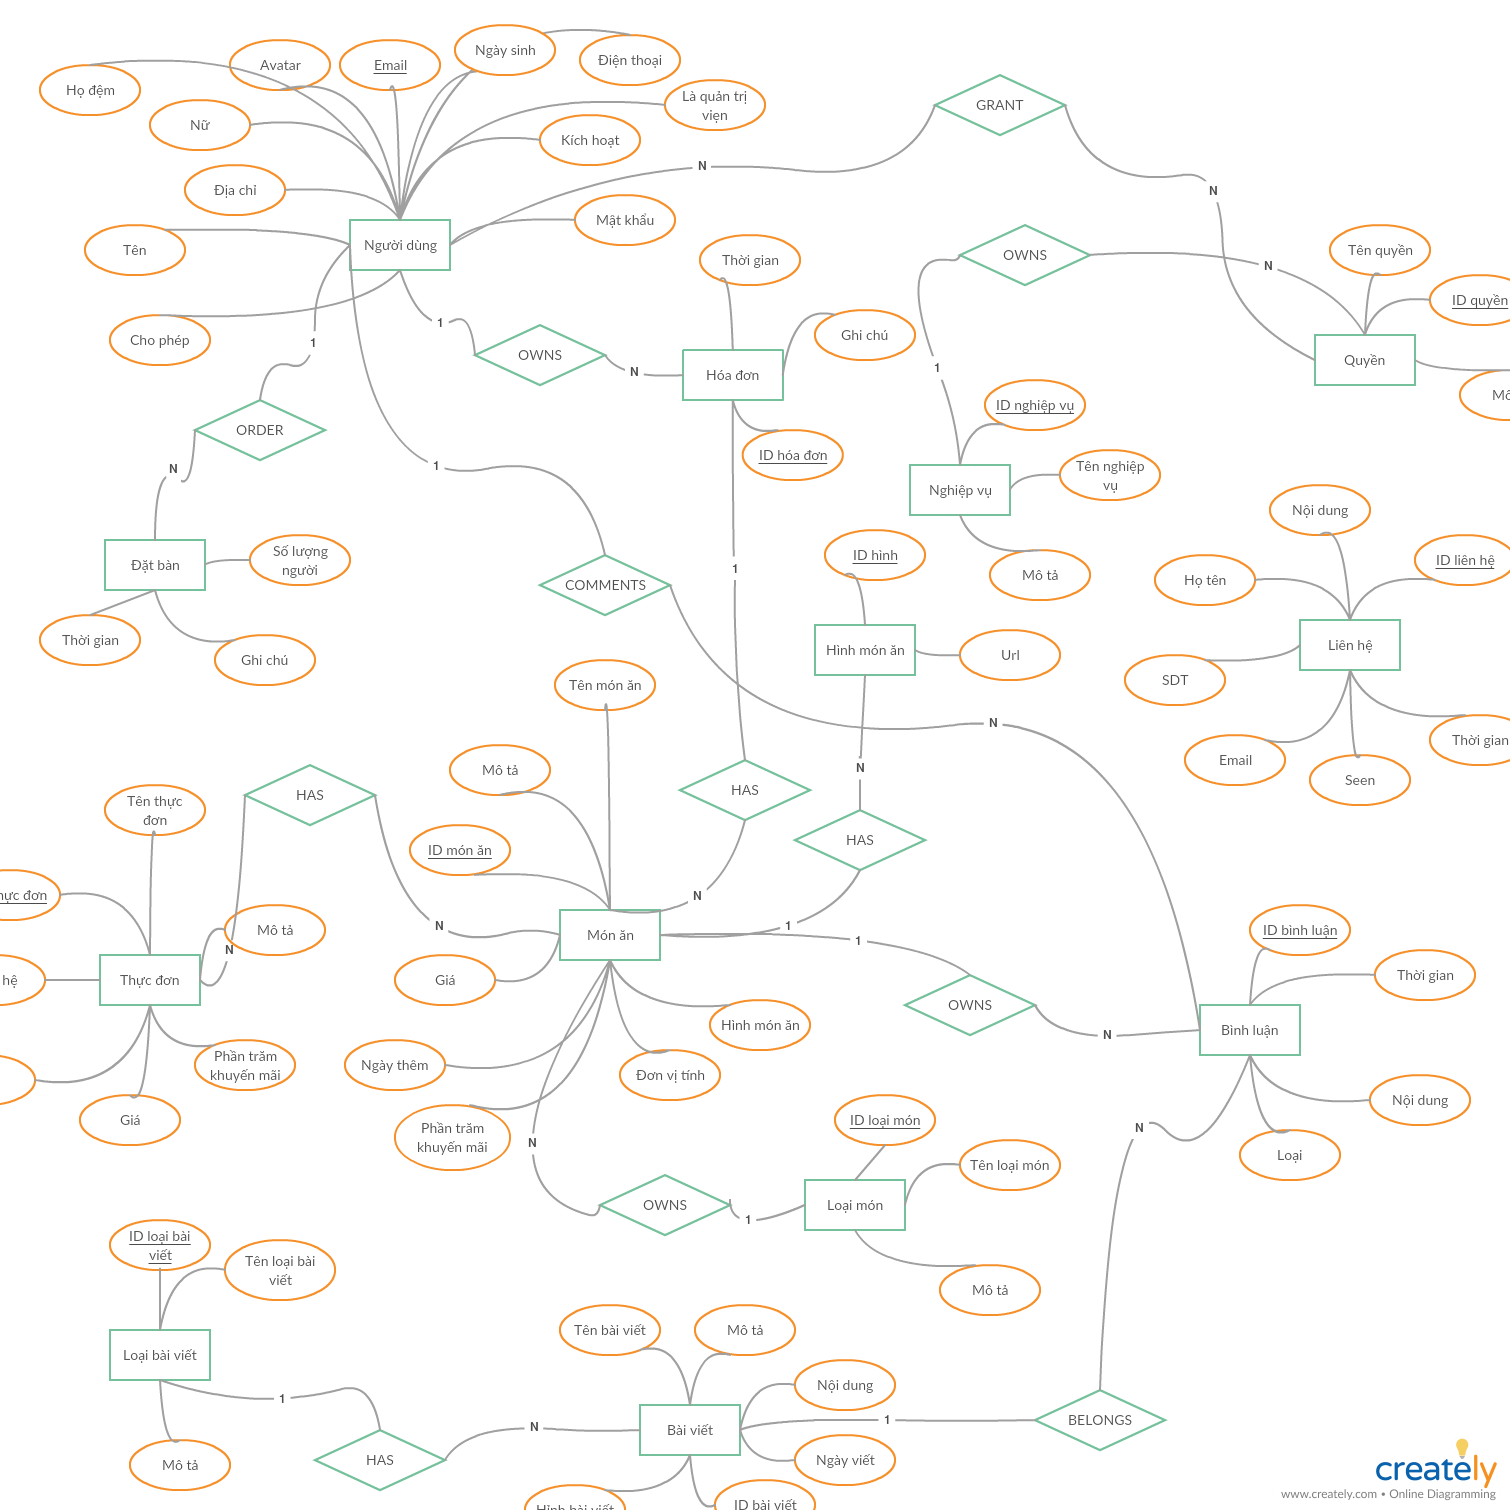 Họ đệm
Avatar
Email
Ngày sinh
Điện thoại
Là quản trị
viện
Nữ
Kích hoạt
Địa chỉ
Mật khẩu
Tên
Người dùng
Cho phép
GRANT
N
N
OWNS
N
1
Tên quyền
ID quyền
Quyền
Mô
Thời gian
Ghi chú
Hóa đơn
ID hóa đơn
1
OWNS
N
1
ORDER
N
Đặt bàn
Số lượng
người
Thời gian
Ghi chú
1
COMMENTS
N
1
ID nghiệp vụ
Nghiệp vụ
Tên nghiệp
vụ
Mô tả
ID hình
Hình món ăn
Url
N
HAS
1
Nội dung
Họ tên
ID liên hệ
Liên hệ
SDT
Email
Seen
Thời gian
Tên món ăn
Mô tả
ID món ăn
HAS
N
Món ăn
Giá
Ngày thêm
Phần trăm
khuyến mãi
Đơn vị tính
Hình món ăn
HAS
N
N
Tên thực
đơn
đơn
Mô tả
hệ
Thực đơn
Phần trăm
khuyến mãi
Giá
1
OWNS
N
ID bình luận
Thời gian
Bình luận
Nội dung
Loại
N
N
OWNS
1
ID loại món
Tên loại món
Loại món
Mô tả
ID loại bài
viết
Tên loại bài
viết
Loại bài viết
Mô tả
1
HAS
N
Tên bài viết
Mô tả
Nội dung
Bài viết
Ngày viết
Hình bài viết
ID bài viết
1
BELONGS
creately
www.creately.com • Online Diagramming